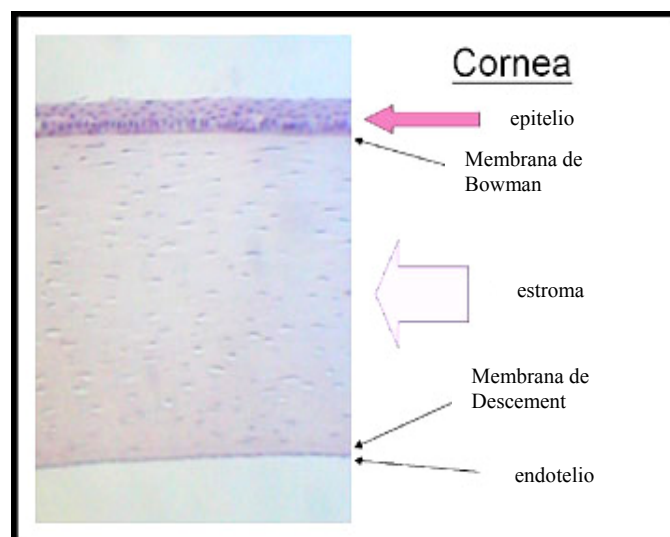 Cornea
epitelio
Membrana de
Bowman
estroma
Membrana de
Descement
endotelio